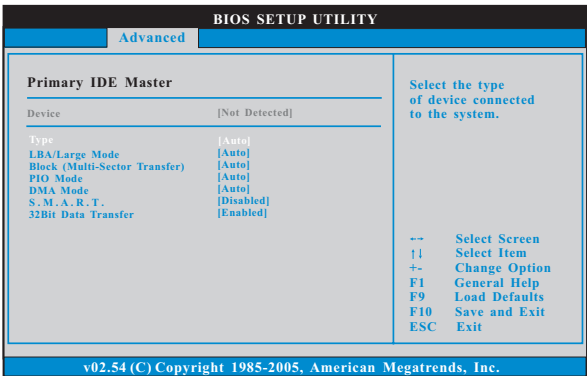 BIOS SETUP UTILITY
Advanced
Primary IDE Master
Device [Not Detected]
Type [Auto]
LBA/Large Mode [Auto]
Block (Multi-Sector Transfer) [Auto]
PIO Mode [Auto]
DMA Mode [Auto]
S.M.A.R.T. [Disabled]
32Bit Data Transfer [Enabled]
Select the type
of device connected
to the system.
←→ Select Screen
↑↓ Select Item
+- Change Option
F1 General Help
F9 Load Defaults
F10 Save and Exit
ESC Exit
v02.54 (C) Copyright 1985-2005, American Megatrends, Inc.